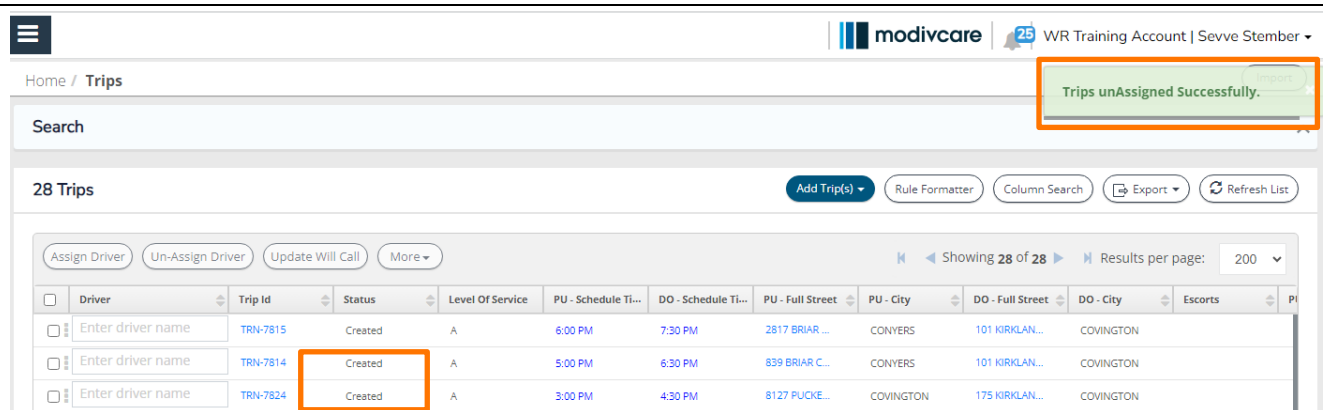 modivcare 25 WR Training Account | Sevve Stember
Home / Trips Import
Trips unAssigned Successfully. x
Search
28 Trips Add Trip(s) Rule Formatter Column Search Export Refresh List
Assign Driver Un-Assign Driver Update Will Call More Showing 28 of 28 Results per page: 200
Driver Trip Id Status Level Of Service PU - Schedule Ti... DO - Schedule Ti... PU - Full Street PU - City DO - Full Street DO - City Escorts PU
Enter driver name TRN-7815 Created A 6:00 PM 7:30 PM 2817 BRIAR ... CONYERS 101 KIRKLAN... COVINGTON
Enter driver name TRN-7814 Created A 5:00 PM 6:30 PM 839 BRIAR C... CONYERS 101 KIRKLAN... COVINGTON
Enter driver name TRN-7824 Created A 3:00 PM 4:30 PM 8127 PUCKE... COVINGTON 175 KIRKLAN... COVINGTON